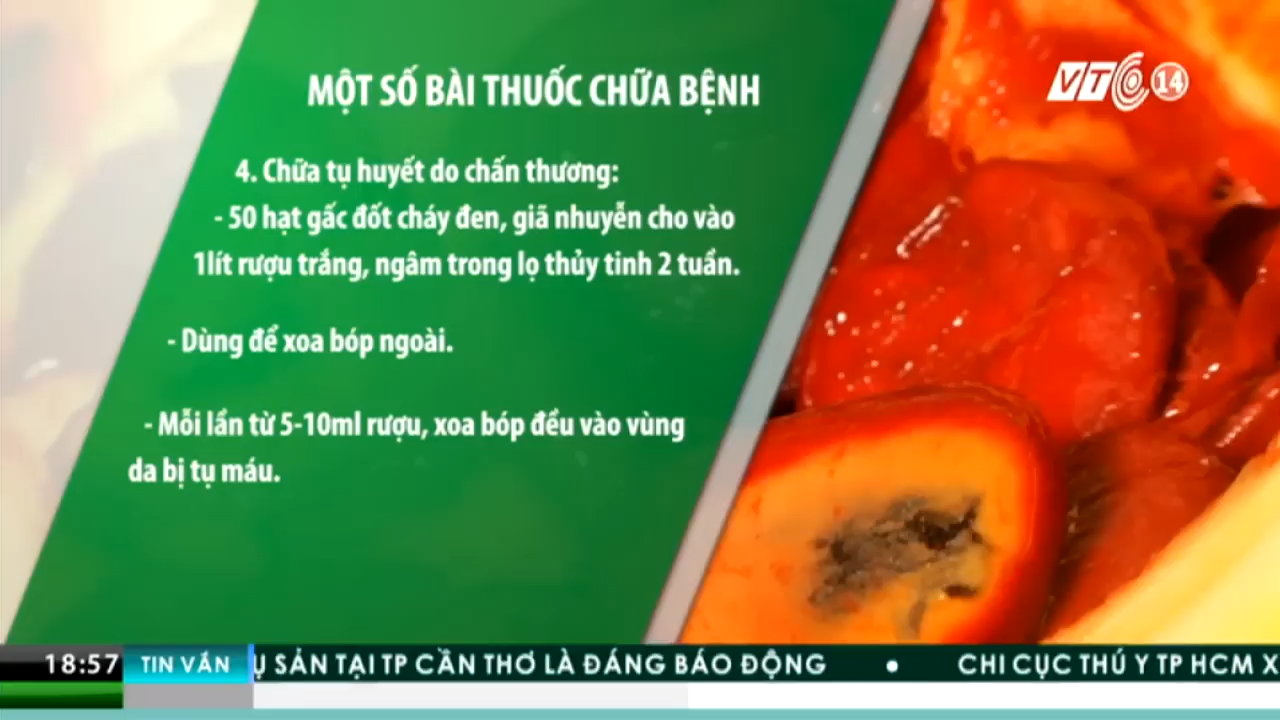 MỘT SỐ BÀI THUỐC CHỮA BỆNH
VTC 14
4. Chữa tụ huyết do chấn thương:
- 50 hạt gấc đốt cháy đen, giã nhuyễn cho vào
1lít rượu trắng, ngâm trong lọ thủy tinh 2 tuần.
- Dùng để xoa bóp ngoài.
- Mỗi lần từ 5-10ml rượu, xoa bóp đều vào vùng
da bị tụ máu.
18:57 TIN VẮN SẢN TẠI TP CẦN THƠ LÀ ĐÁNG BÁO ĐỘNG • CHI CỤC THÚ Y TP HCM